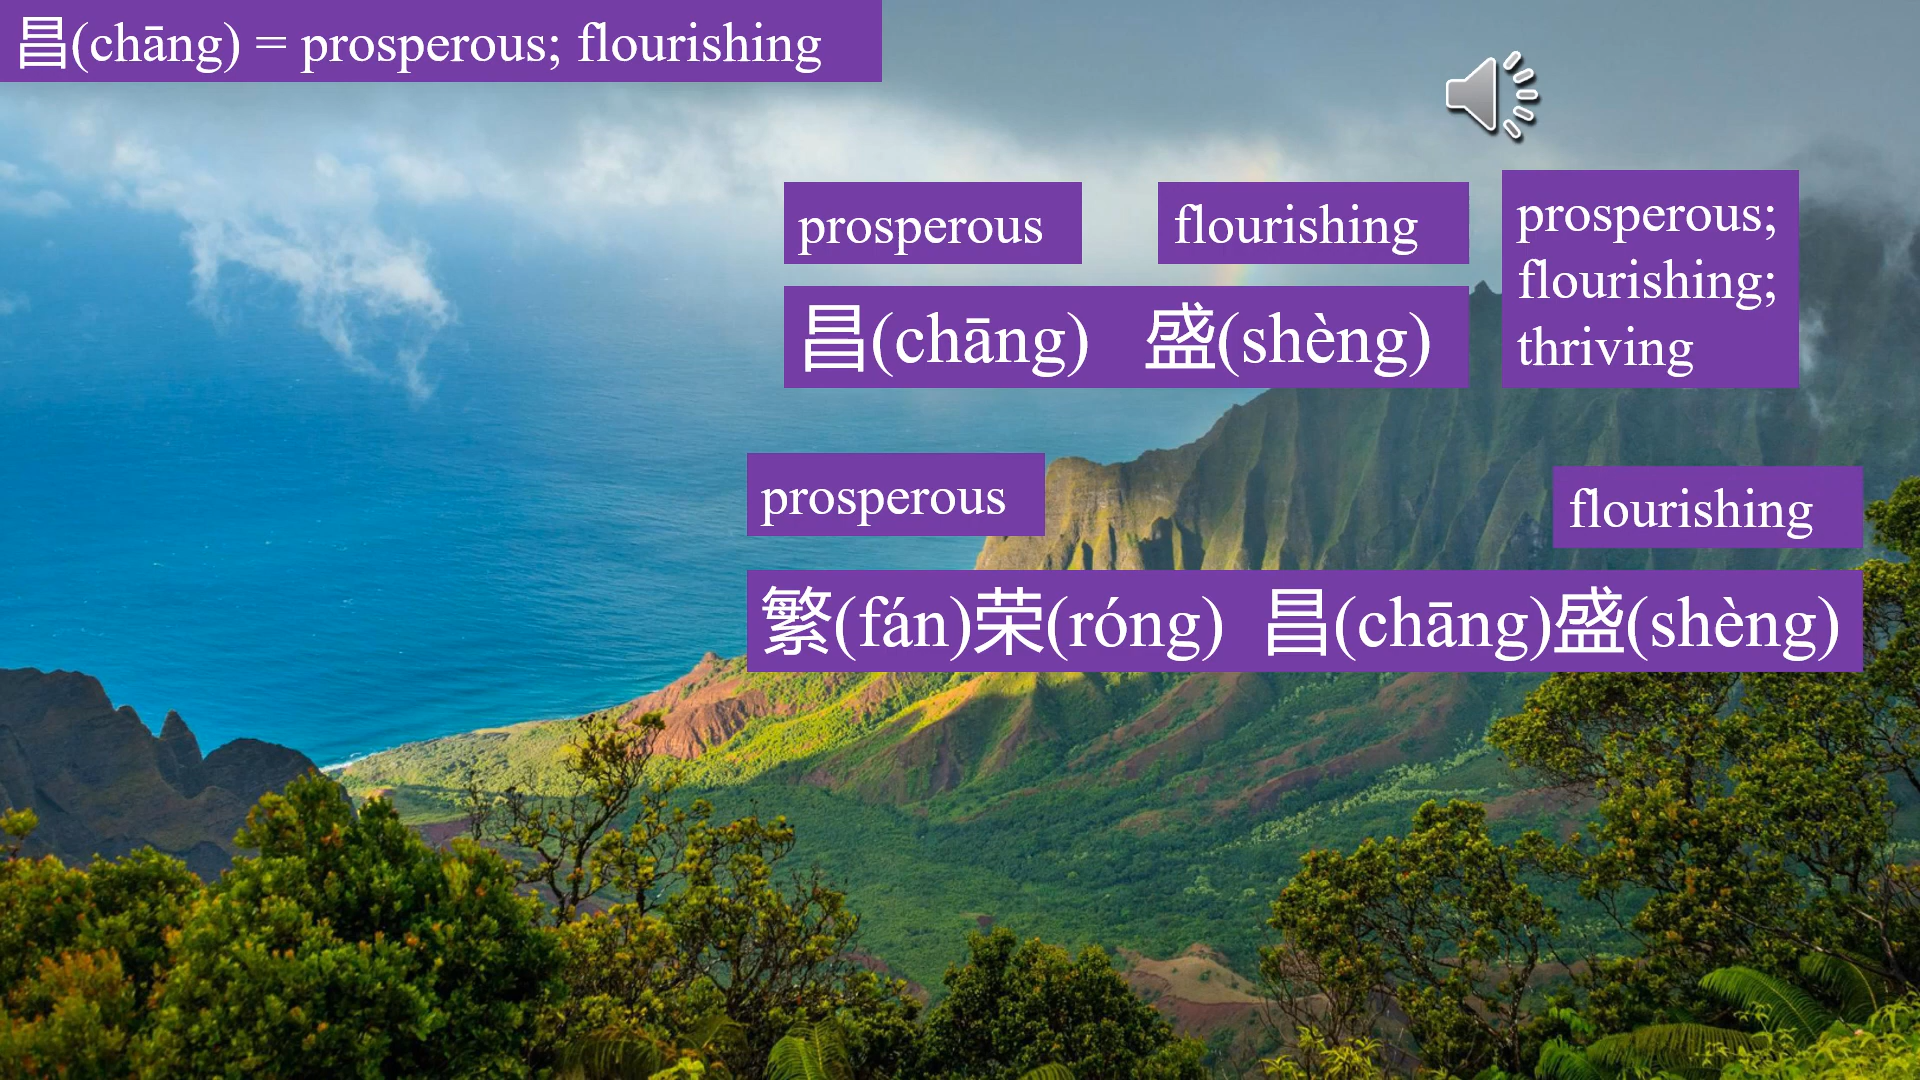 昌(chāng) = prosperous; flourishing
prosperous flourishing
prosperous;
flourishing;
thriving
昌(chāng) 盛(shèng)
prosperous flourishing
繁(fán)荣(róng) 昌(chāng)盛(shèng)